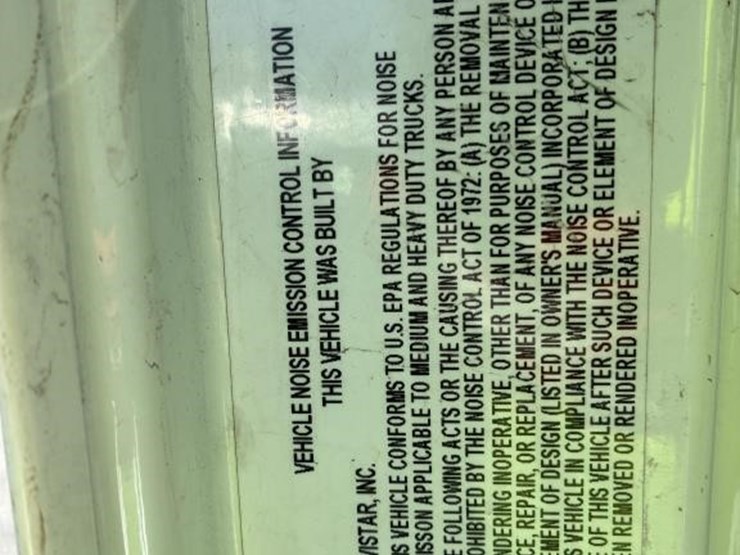 VEHICLE NOISE EMISSION CONTROL INFORMATION
THIS VEHICLE WAS BUILT BY
VISTAR, INC.
IS VEHICLE CONFORMS TO U.S. EPA REGULATIONS FOR NOISE
ISSON APPLICABLE TO MEDIUM AND HEAVY DUTY TRUCKS.
E FOLLOWING ACTS OR THE CAUSING THEREOF BY ANY PERSON A
OHIBITED BY THE NOISE CONTROL ACT OF 1972: (A) THE REMOVAL
NDERING INOPERATIVE, OTHER THAN FOR PURPOSES OF MAINTEN
CE, REPAIR, OR REPLACEMENT, OF ANY NOISE CONTROL DEVICE O
EMENT OF DESIGN (LISTED IN OWNER'S MANUAL) INCORPORATED I
S VEHICLE IN COMPLIANCE WITH THE NOISE CONTROL ACT; (B) TH
E OF THIS VEHICLE AFTER SUCH DEVICE OR ELEMENT OF DESIGN
EN REMOVED OR RENDERED INOPERATIVE.